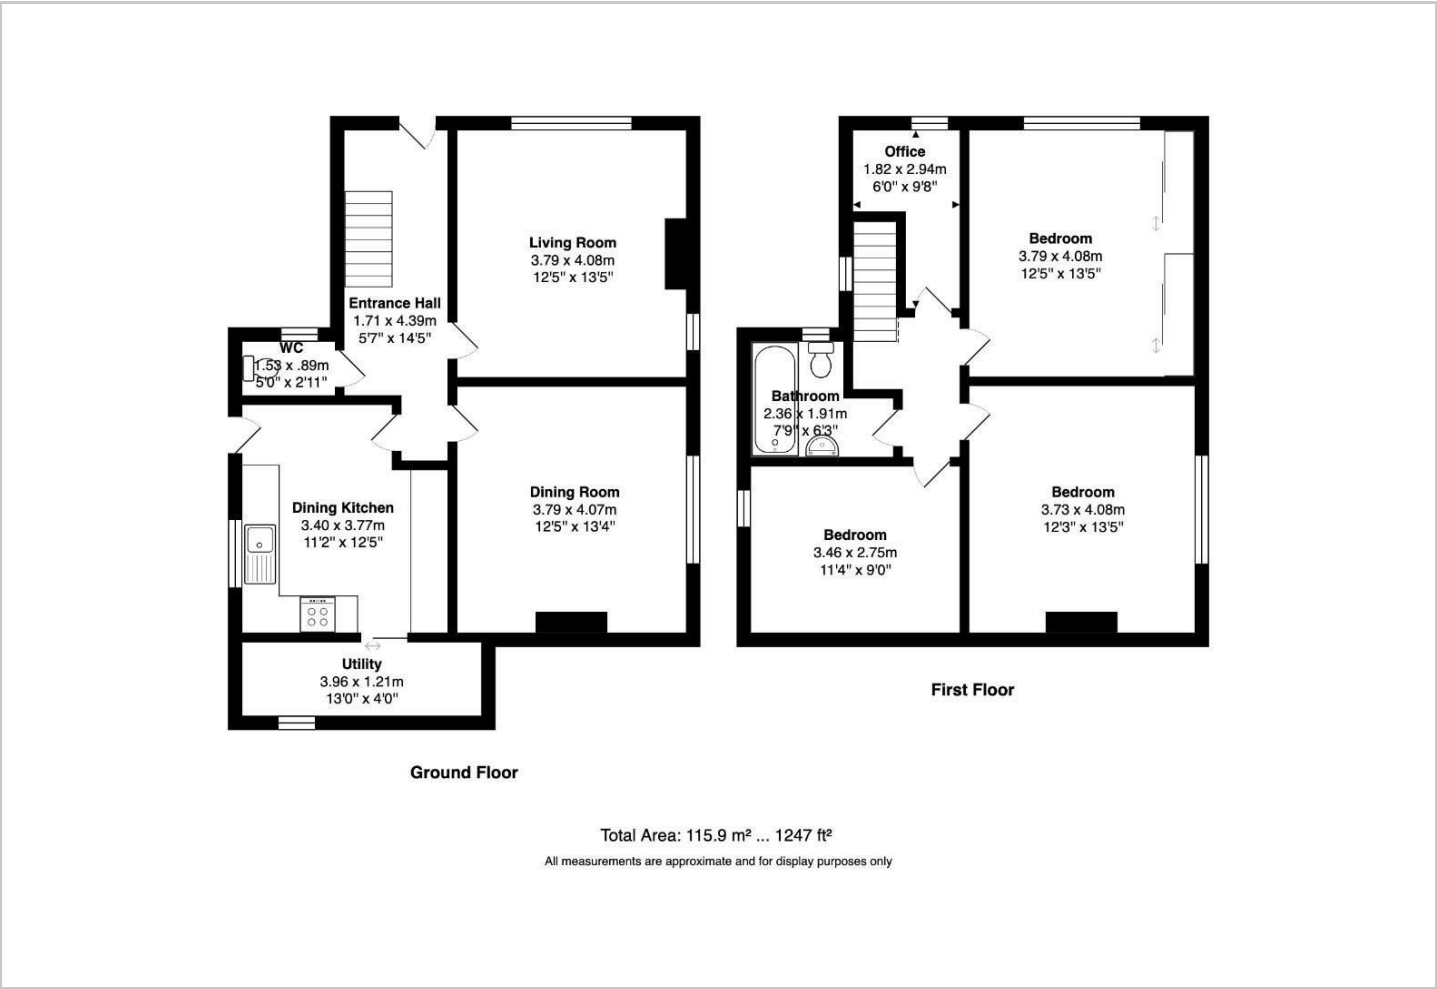 Living Room
3.79 x 4.08m
12'5" x 13'5"
Entrance Hall
1.71 x 4.39m
5'7" x 14'5"
WC
1.53 x .89m
5'0" x 2'11"
Dining Kitchen
3.40 x 3.77m
11'2" x 12'5"
Dining Room
3.79 x 4.07m
12'5" x 13'4"
Utility
3.96 x 1.21m
13'0" x 4'0"
Ground Floor
Office
1.82 x 2.94m
6'0" x 9'8"
Bedroom
3.79 x 4.08m
12'5" x 13'5"
Bathroom
2.36 x 1.91m
7'9" x 6'3"
Bedroom
3.46 x 2.75m
11'4" x 9'0"
Bedroom
3.73 x 4.08m
12'3" x 13'5"
First Floor
Total Area: 115.9 m² ... 1247 ft²
All measurements are approximate and for display purposes only